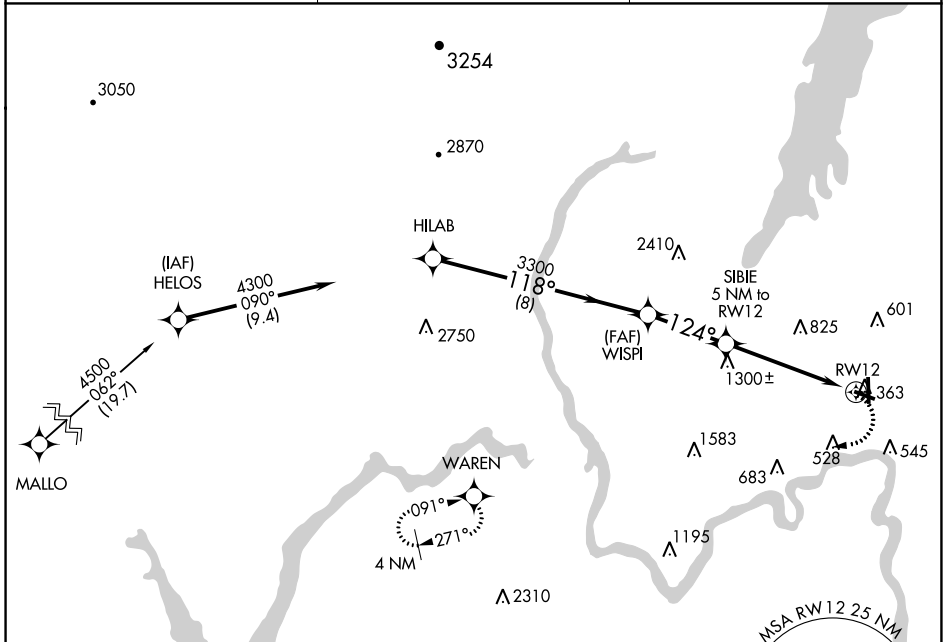 3254
3050
2870
HILAB
(IAF)
HELOS
4300
090°
(9.4)
3300
118°
(8)
2410
SIBIE
5 NM to
RW12
601
825
(FAF)
WISPI
124°
2750
1300±
RW12
363
4500
062°
(19.7)
MALLO
WAREN
091°
271°
4 NM
1583
683
528
545
1195
2310
MSA RW12 25 NM